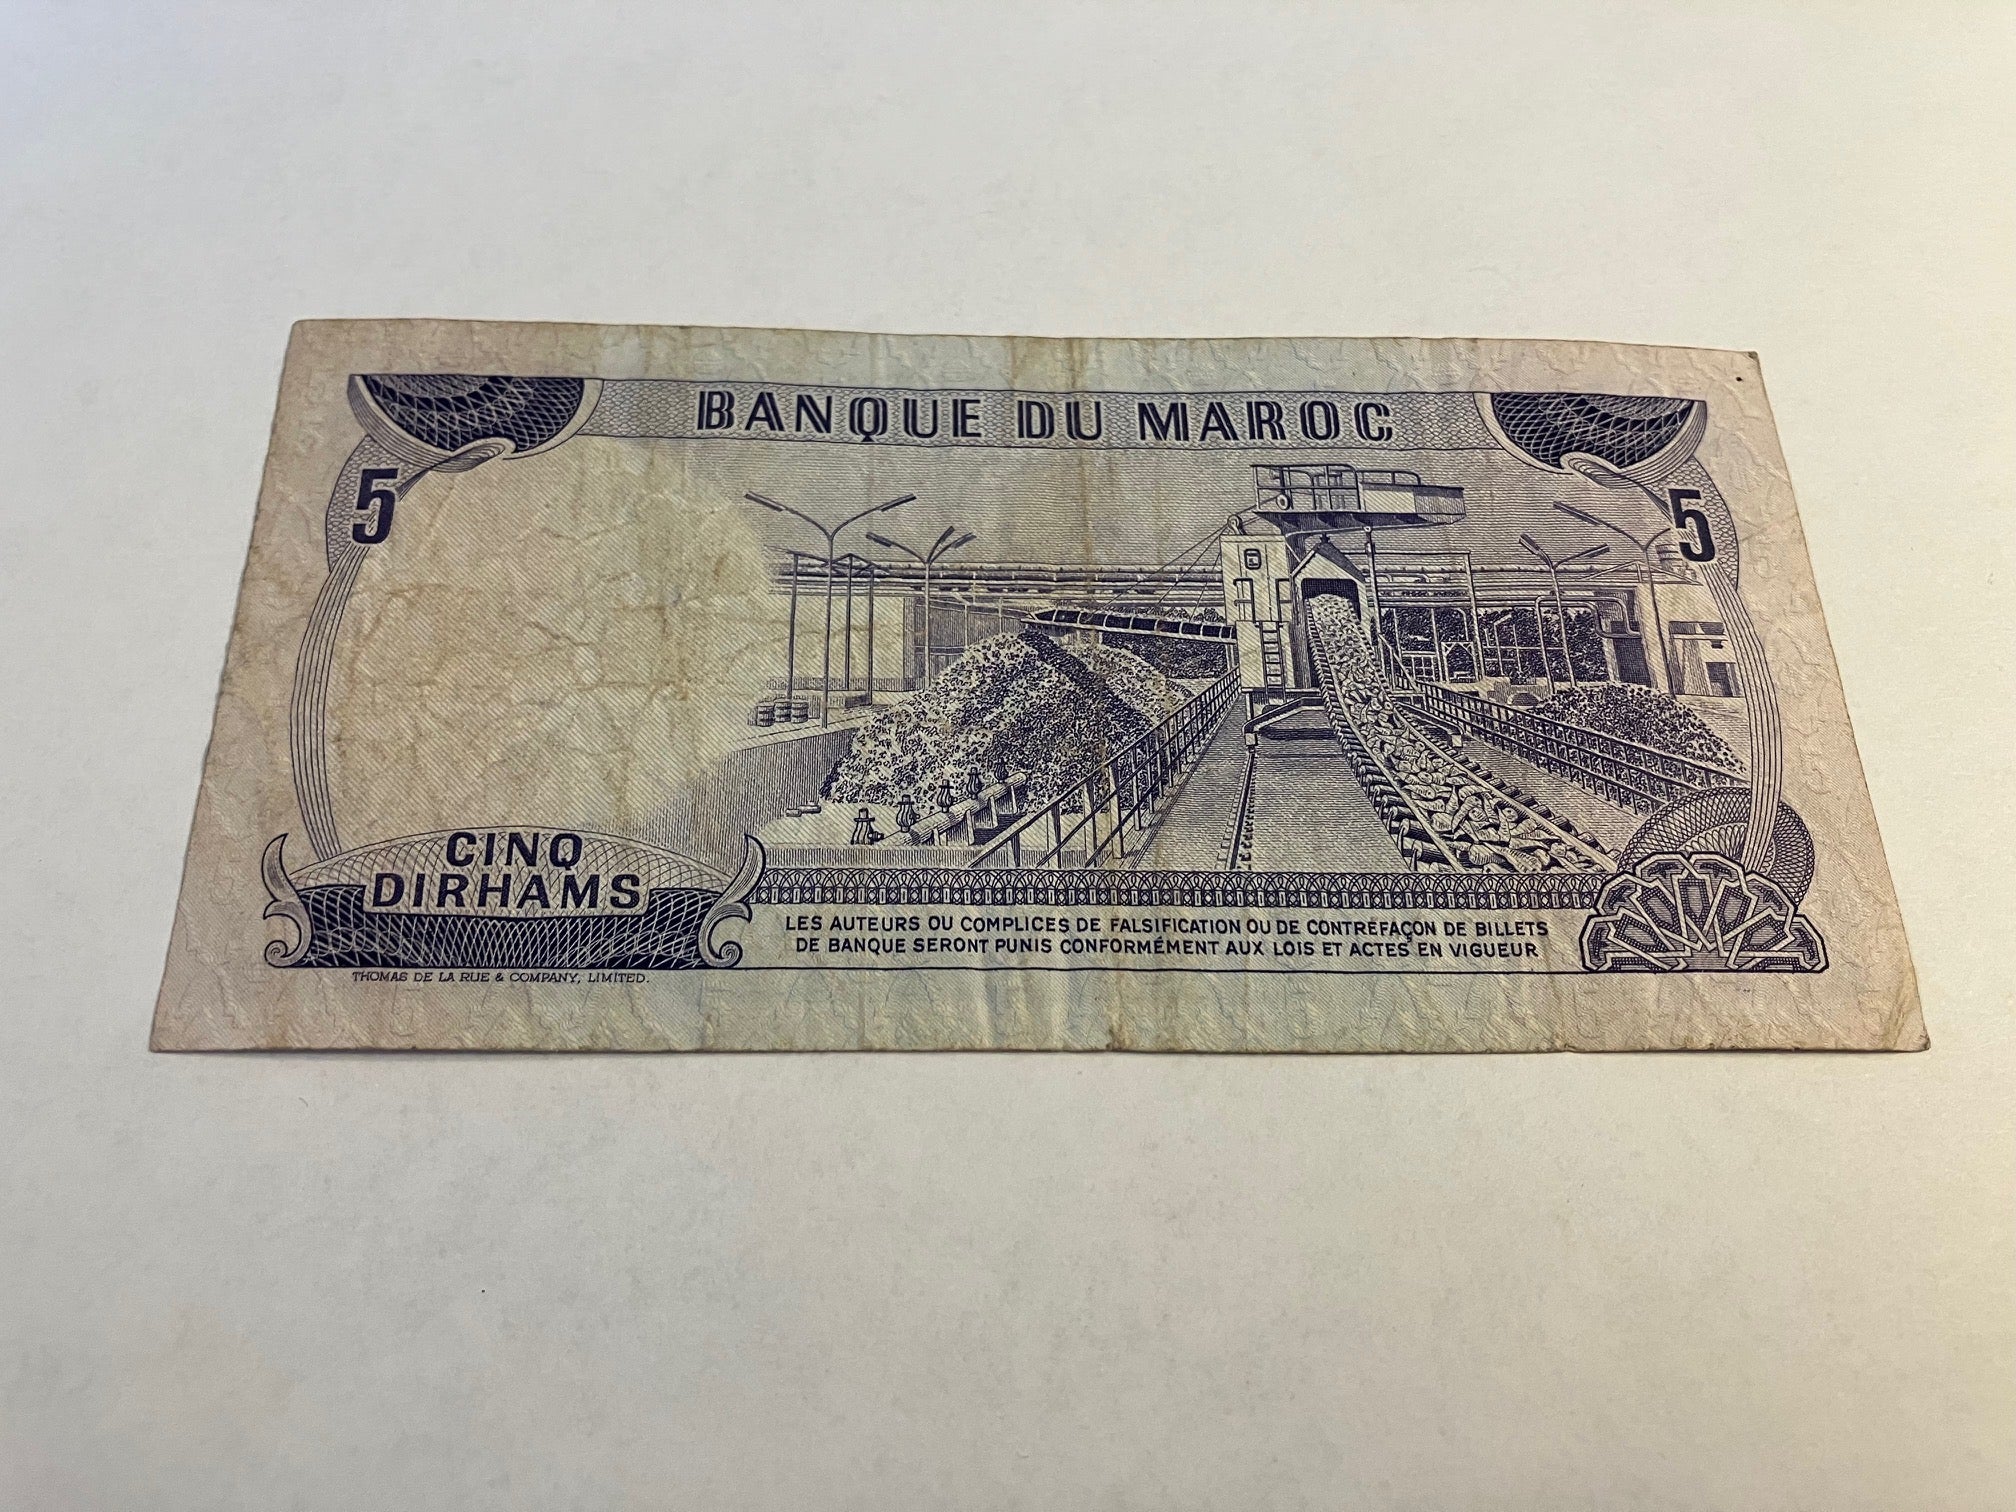 BANQUE DU MAROC
5
5
CINQ
DIRHAMS
LES AUTEURS OU COMPLICES DE FALSIFICATION OU DE CONTREFAÇON DE BILLETS
DE BANQUE SERONT PUNIS CONFORMÉMENT AUX LOIS ET ACTES EN VIGUEUR
THOMAS DE LA RUE & COMPANY, LIMITED.